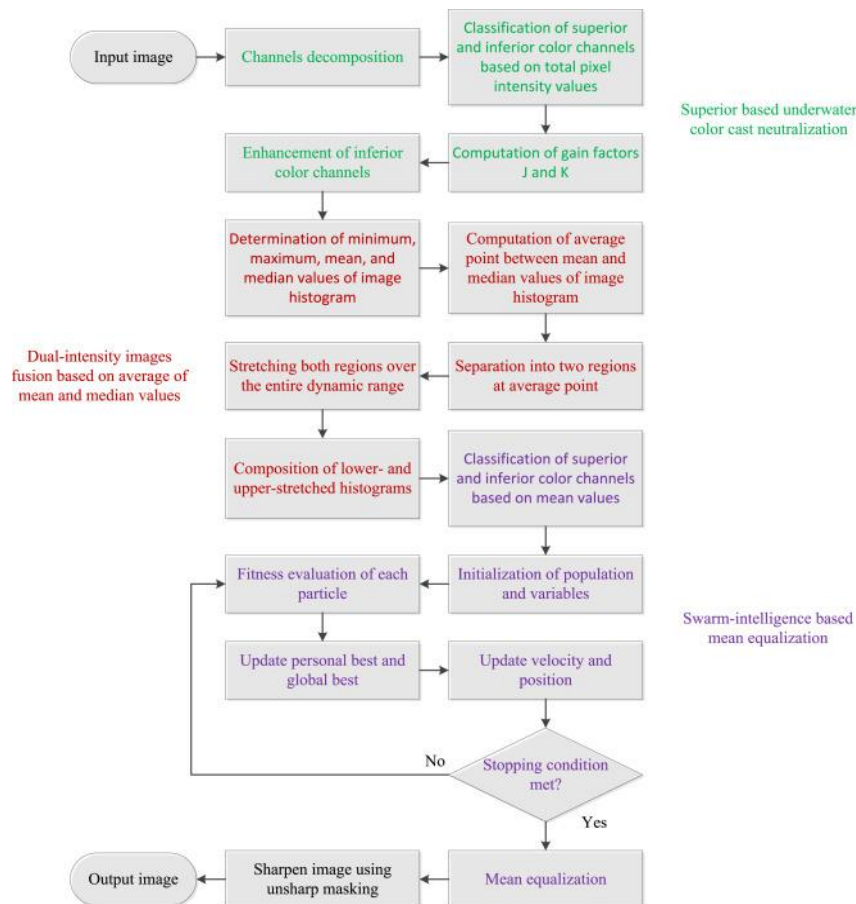 Input image
Channels decomposition
Classification of superior
and inferior color channels
based on total pixel
intensity values
Superior based underwater
color cast neutralization
Enhancement of inferior
color channels
Computation of gain factors
J and K
Determination of minimum,
maximum, mean, and
median values of image
histogram
Computation of average
point between mean and
median values of image
histogram
Dual-intensity images
fusion based on average of
mean and median values
Stretching both regions over
the entire dynamic range
Separation into two regions
at average point
Composition of lower- and
upper-stretched histograms
Classification of superior
and inferior color channels
based on mean values
Fitness evaluation of each
particle
Initialization of population
and variables
Swarm-intelligence based
mean equalization
Update personal best and
global best
Update velocity and
position
No
Stopping condition
met?
Yes
Output image
Sharpen image using
unsharp masking
Mean equalization